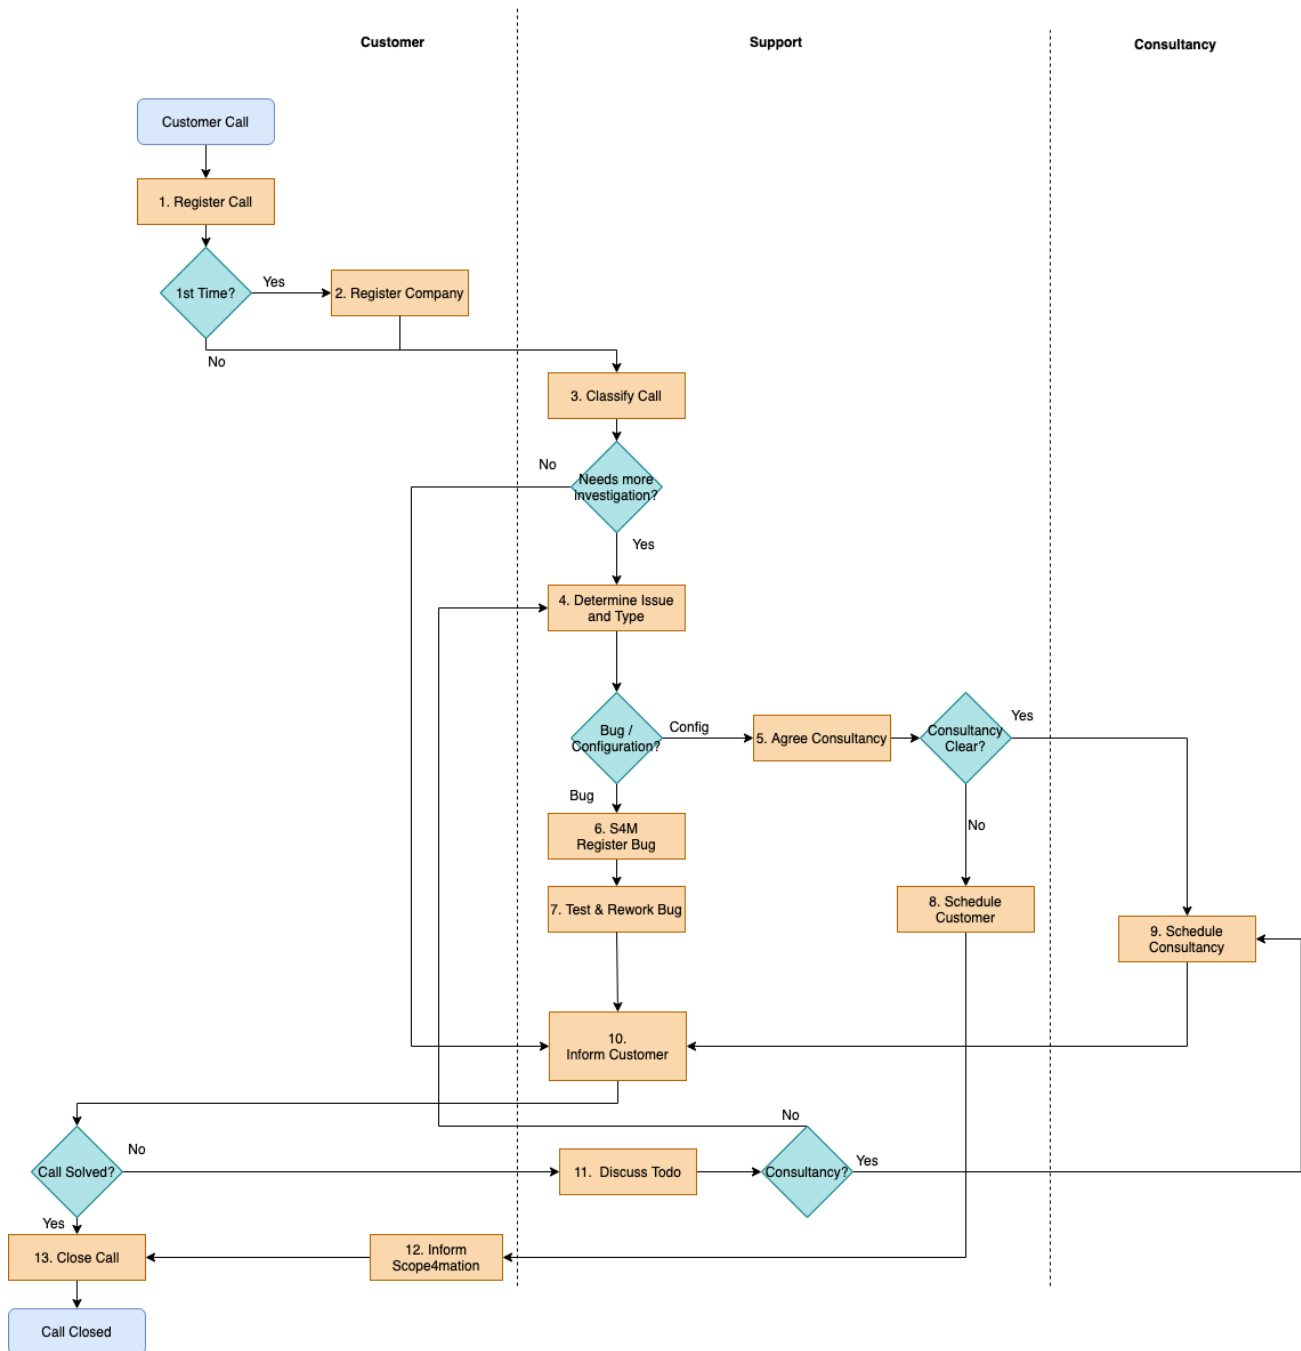 Customer
Support
Consultancy
Customer Call
1. Register Call
1st Time?
Yes
2. Register Company
No
3. Classify Call
No
Needs more
investigation?
Yes
4. Determine Issue
and Type
Bug /
Configuration?
Config
5. Agree Consultancy
Consultancy
Clear?
Yes
Bug
No
6. S4M
Register Bug
7. Test & Rework Bug
8. Schedule
Customer
9. Schedule
Consultancy
10.
Inform Customer
No
Call Solved?
No
11. Discuss Todo
Consultancy?
Yes
Yes
13. Close Call
12. Inform
Scope4mation
Call Closed